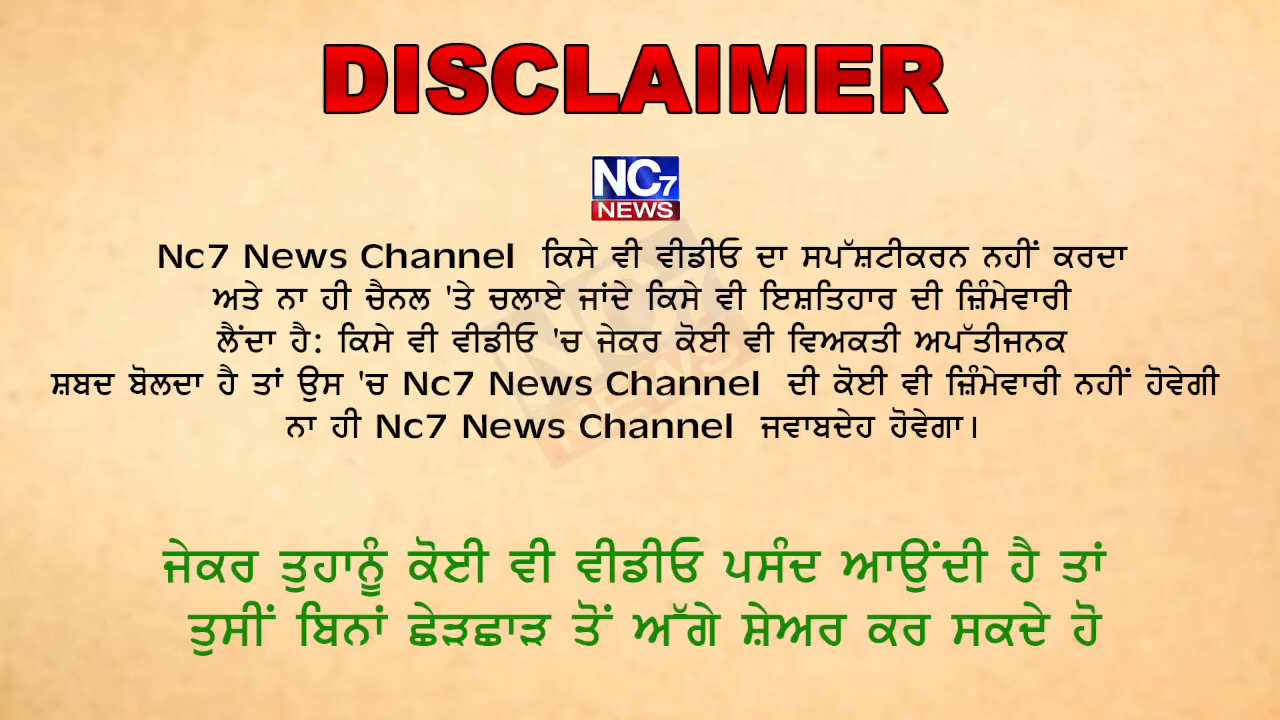 DISCLAIMER
NC7
NEWS
Nc7 News Channel ਕਿਸੇ ਵੀ ਵੀਡੀਓ ਦਾ ਸਪੱਸ਼ਟੀਕਰਨ ਨਹੀਂ ਕਰਦਾ
ਅਤੇ ਨਾ ਹੀ ਚੈਨਲ 'ਤੇ ਚਲਾਏ ਜਾਂਦੇ ਕਿਸੇ ਵੀ ਇਸ਼ਤਿਹਾਰ ਦੀ ਜ਼ਿੰਮੇਵਾਰੀ
ਲੈਂਦਾ ਹੈ: ਕਿਸੇ ਵੀ ਵੀਡੀਓ 'ਚ ਜੇਕਰ ਕੋਈ ਵੀ ਵਿਅਕਤੀ ਅਪੱਤੀਜਨਕ
ਸ਼ਬਦ ਬੋਲਦਾ ਹੈ ਤਾਂ ਉਸ 'ਚ Nc7 News Channel ਦੀ ਕੋਈ ਵੀ ਜ਼ਿੰਮੇਵਾਰੀ ਨਹੀਂ ਹੋਵੇਗੀ
ਨਾ ਹੀ Nc7 News Channel ਜਵਾਬਦੇਹ ਹੋਵੇਗਾ।
ਜੇਕਰ ਤੁਹਾਨੂੰ ਕੋਈ ਵੀ ਵੀਡੀਓ ਪਸੰਦ ਆਉਂਦੀ ਹੈ ਤਾਂ
ਤੁਸੀਂ ਬਿਨਾਂ ਛੇੜਛਾੜ ਤੋਂ ਅੱਗੇ ਸ਼ੇਅਰ ਕਰ ਸਕਦੇ ਹੋ